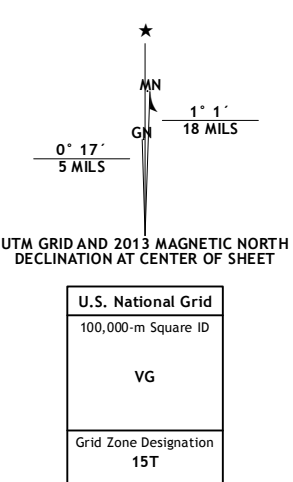 MN
GN
1° 1´
18 MILS
0° 17´
5 MILS
UTM GRID AND 2013 MAGNETIC NORTH
DECLINATION AT CENTER OF SHEET
U.S. National Grid
100,000-m Square ID
VG
Grid Zone Designation
15T